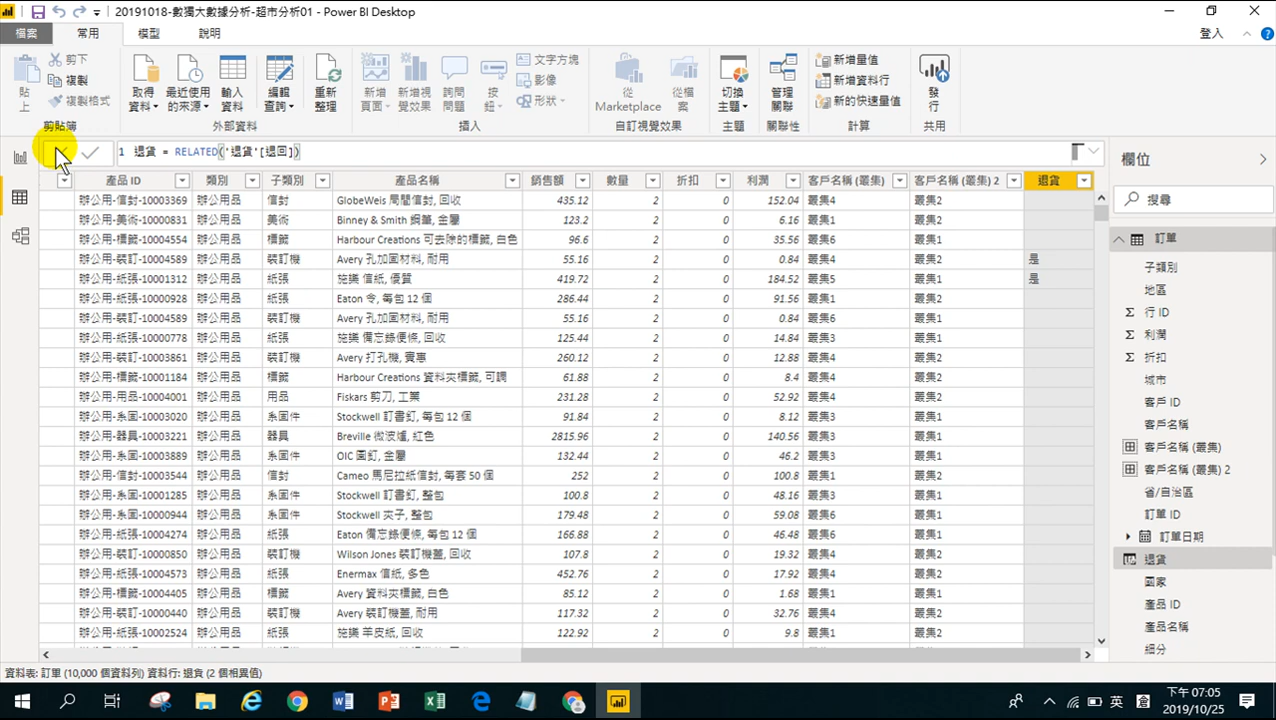 20191018-數獨大數據分析-超市分析01 - Power BI Desktop
檔案 常用 模型 說明 登入
貼上 剪下 複製 複製格式 剪貼簿
取得資料 最近使用的來源 輸入資料 編輯查詢 重新整理 外部資料
新增頁面 新增視覺效果 詢問問題 按鈕 文字方塊 影像 形狀 插入
從 Marketplace 從檔案 自訂視覺效果
切換主題 主題 管理關聯 關聯性
新增量值 新增資料行 新的快速量值 計算 發行 共用
1 退貨 = RELATED('退貨'[退回])
產品 ID 類別 子類別 產品名稱 銷售額 數量 折扣 利潤 客戶名稱 (叢集) 客戶名稱 (叢集) 2 退貨
辦公用-信封-10003369 辦公用品 信封 GlobeWeis 局間信封, 回收 435.12 2 0 152.04 叢集4 叢集2
辦公用-美術-10000831 辦公用品 美術 Binney & Smith 鋼筆, 金屬 123.2 2 0 6.16 叢集1 叢集2
辦公用-標籤-10004554 辦公用品 標籤 Harbour Creations 可去除的標籤, 白色 96.6 2 0 35.56 叢集6 叢集1
辦公用-裝訂-10004589 辦公用品 裝訂機 Avery 孔加固材料, 耐用 55.16 2 0 0.84 叢集4 叢集2 是
辦公用-紙張-10001312 辦公用品 紙張 施樂 信紙, 優質 419.72 2 0 184.52 叢集5 叢集1 是
辦公用-紙張-10000928 辦公用品 紙張 Eaton 令, 每包 12 個 286.44 2 0 91.56 叢集1 叢集2
辦公用-裝訂-10004589 辦公用品 裝訂機 Avery 孔加固材料, 耐用 55.16 2 0 0.84 叢集6 叢集1
辦公用-紙張-10000778 辦公用品 紙張 施樂 備忘錄便條, 回收 125.44 2 0 14.84 叢集3 叢集1
辦公用-裝訂-10003861 辦公用品 裝訂機 Avery 打孔機, 實惠 260.12 2 0 12.88 叢集4 叢集2
辦公用-標籤-10001184 辦公用品 標籤 Harbour Creations 資料夾標籤, 可調 61.88 2 0 8.4 叢集4 叢集2
辦公用-用品-10004001 辦公用品 用品 Fiskars 剪刀, 工業 231.28 2 0 52.92 叢集4 叢集2
辦公用-系固-10003020 辦公用品 系固件 Stockwell 訂書釘, 每包 12 個 91.84 2 0 8.12 叢集3 叢集1
辦公用-器具-10003221 辦公用品 器具 Breville 微波爐, 紅色 2815.96 2 0 140.56 叢集3 叢集1
辦公用-系固-10003889 辦公用品 系固件 OIC 圖釘, 金屬 132.44 2 0 46.2 叢集3 叢集1
辦公用-信封-10003544 辦公用品 信封 Cameo 馬尼拉紙信封, 每套 50 個 252 2 0 100.8 叢集4 叢集2
辦公用-系固-10001285 辦公用品 系固件 Stockwell 訂書釘, 整包 100.8 2 0 48.16 叢集3 叢集1
辦公用-系固-10000944 辦公用品 系固件 Stockwell 夾子, 整包 179.48 2 0 59.08 叢集6 叢集1
辦公用-紙張-10004274 辦公用品 紙張 Eaton 備忘錄便條, 每包 12 個 166.88 2 0 46.48 叢集6 叢集1
辦公用-裝訂-10000850 辦公用品 裝訂機 Wilson Jones 裝訂機蓋, 回收 107.8 2 0 19.32 叢集4 叢集2
辦公用-紙張-10004573 辦公用品 紙張 Enermax 信紙, 多色 452.76 2 0 17.92 叢集4 叢集2
辦公用-標籤-10004405 辦公用品 標籤 Avery 資料夾標籤, 白色 85.12 2 0 1.68 叢集1 叢集2
辦公用-裝訂-10000440 辦公用品 裝訂機 Avery 裝訂機蓋, 耐用 117.32 2 0 32.76 叢集4 叢集2
辦公用-紙張-10002524 辦公用品 紙張 施樂 羊皮紙, 回收 122.92 2 0 9.8 叢集1 叢集2
欄位
搜尋
訂單
子類別
地區
行 ID
利潤
折扣
城市
客戶 ID
客戶名稱
客戶名稱 (叢集)
客戶名稱 (叢集) 2
省/自治區
訂單 ID
訂單日期
退貨
國家
產品 ID
產品名稱
細分
資料表: 訂單 (10,000 個資料列) 資料行: 退貨 (2 個相異值)
英 下午 07:05
2019/10/25